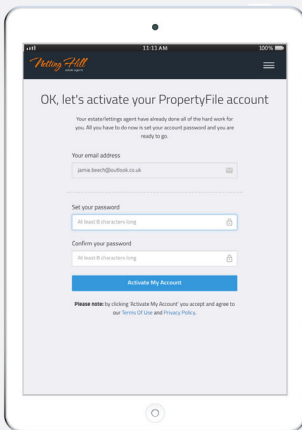 11:11 AM
100%
Notting Hill
estate agents
OK, let's activate your PropertyFile account
Your estate/lettings agent have already done all of the hard work for
you. All you have to do now is set your account password and you are
ready to go.
Your email address
jamie.beech@outlook.co.uk
Set your password
At least 8 characters long
Confirm your password
At least 8 characters long
Activate My Account
Please note: by clicking 'Activate My Account' you accept and agree to
our Terms Of Use and Privacy Policy.